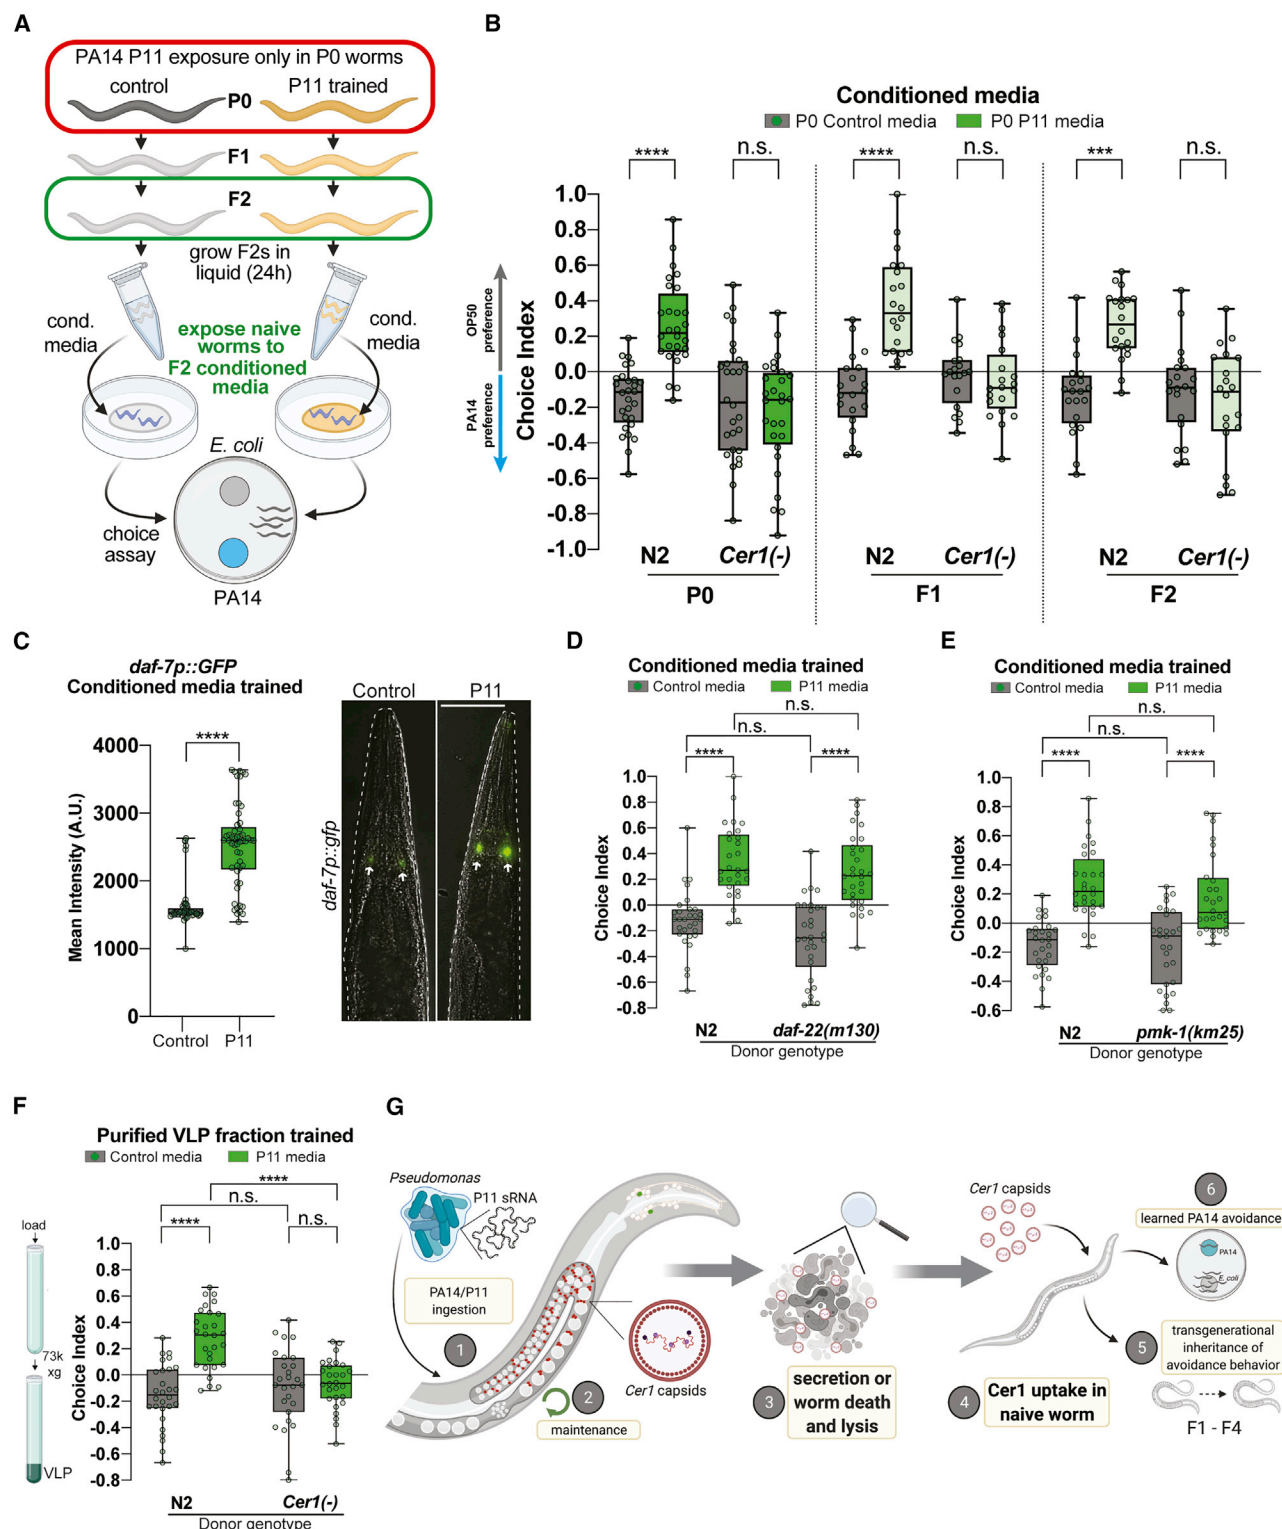 A
PA14 P11 exposure only in P0 worms
control
P11 trained
P0
F1
F2
grow F2s in
liquid (24h)
cond.
media
cond.
media
expose naive
worms to
F2 conditioned
media
E. coli
choice
assay
PA14
B
Conditioned media
P0 Control media
P0 P11 media
****
n.s.
****
n.s.
***
n.s.
OP50
preference
PA14
preference
Choice Index
1.0
0.8
0.6
0.4
0.2
0.0
-0.2
-0.4
-0.6
-0.8
-1.0
N2
Cer1(-)
N2
Cer1(-)
N2
Cer1(-)
P0
F1
F2
C
daf-7p::GFP
Conditioned media trained
****
Mean Intensity (A.U.)
4000
3000
2000
1000
0
Control
P11
Control
P11
daf-7p::gfp
D
Conditioned media trained
Control media
P11 media
n.s.
n.s.
****
****
Choice Index
1.0
0.8
0.6
0.4
0.2
0.0
-0.2
-0.4
-0.6
-0.8
N2
daf-22(m130)
Donor genotype
E
Conditioned media trained
Control media
P11 media
n.s.
n.s.
****
****
Choice Index
1.0
0.8
0.6
0.4
0.2
0.0
-0.2
-0.4
-0.6
N2
pmk-1(km25)
Donor genotype
F
Purified VLP fraction trained
Control media
P11 media
****
n.s.
****
n.s.
load
73k
xg
VLP
Choice Index
1.0
0.8
0.6
0.4
0.2
0.0
-0.2
-0.4
-0.6
-0.8
N2
Cer1(-)
Donor genotype
G
Pseudomonas
P11 sRNA
PA14/P11
ingestion
1
2
maintenance
Cer1 capsids
3
secretion or
worm death
and lysis
Cer1 capsids
4
Cer1 uptake in
naive worm
6
learned PA14 avoidance
PA14
E. coli
5
transgenerational
inheritance of
avoidance behavior
F1 - F4